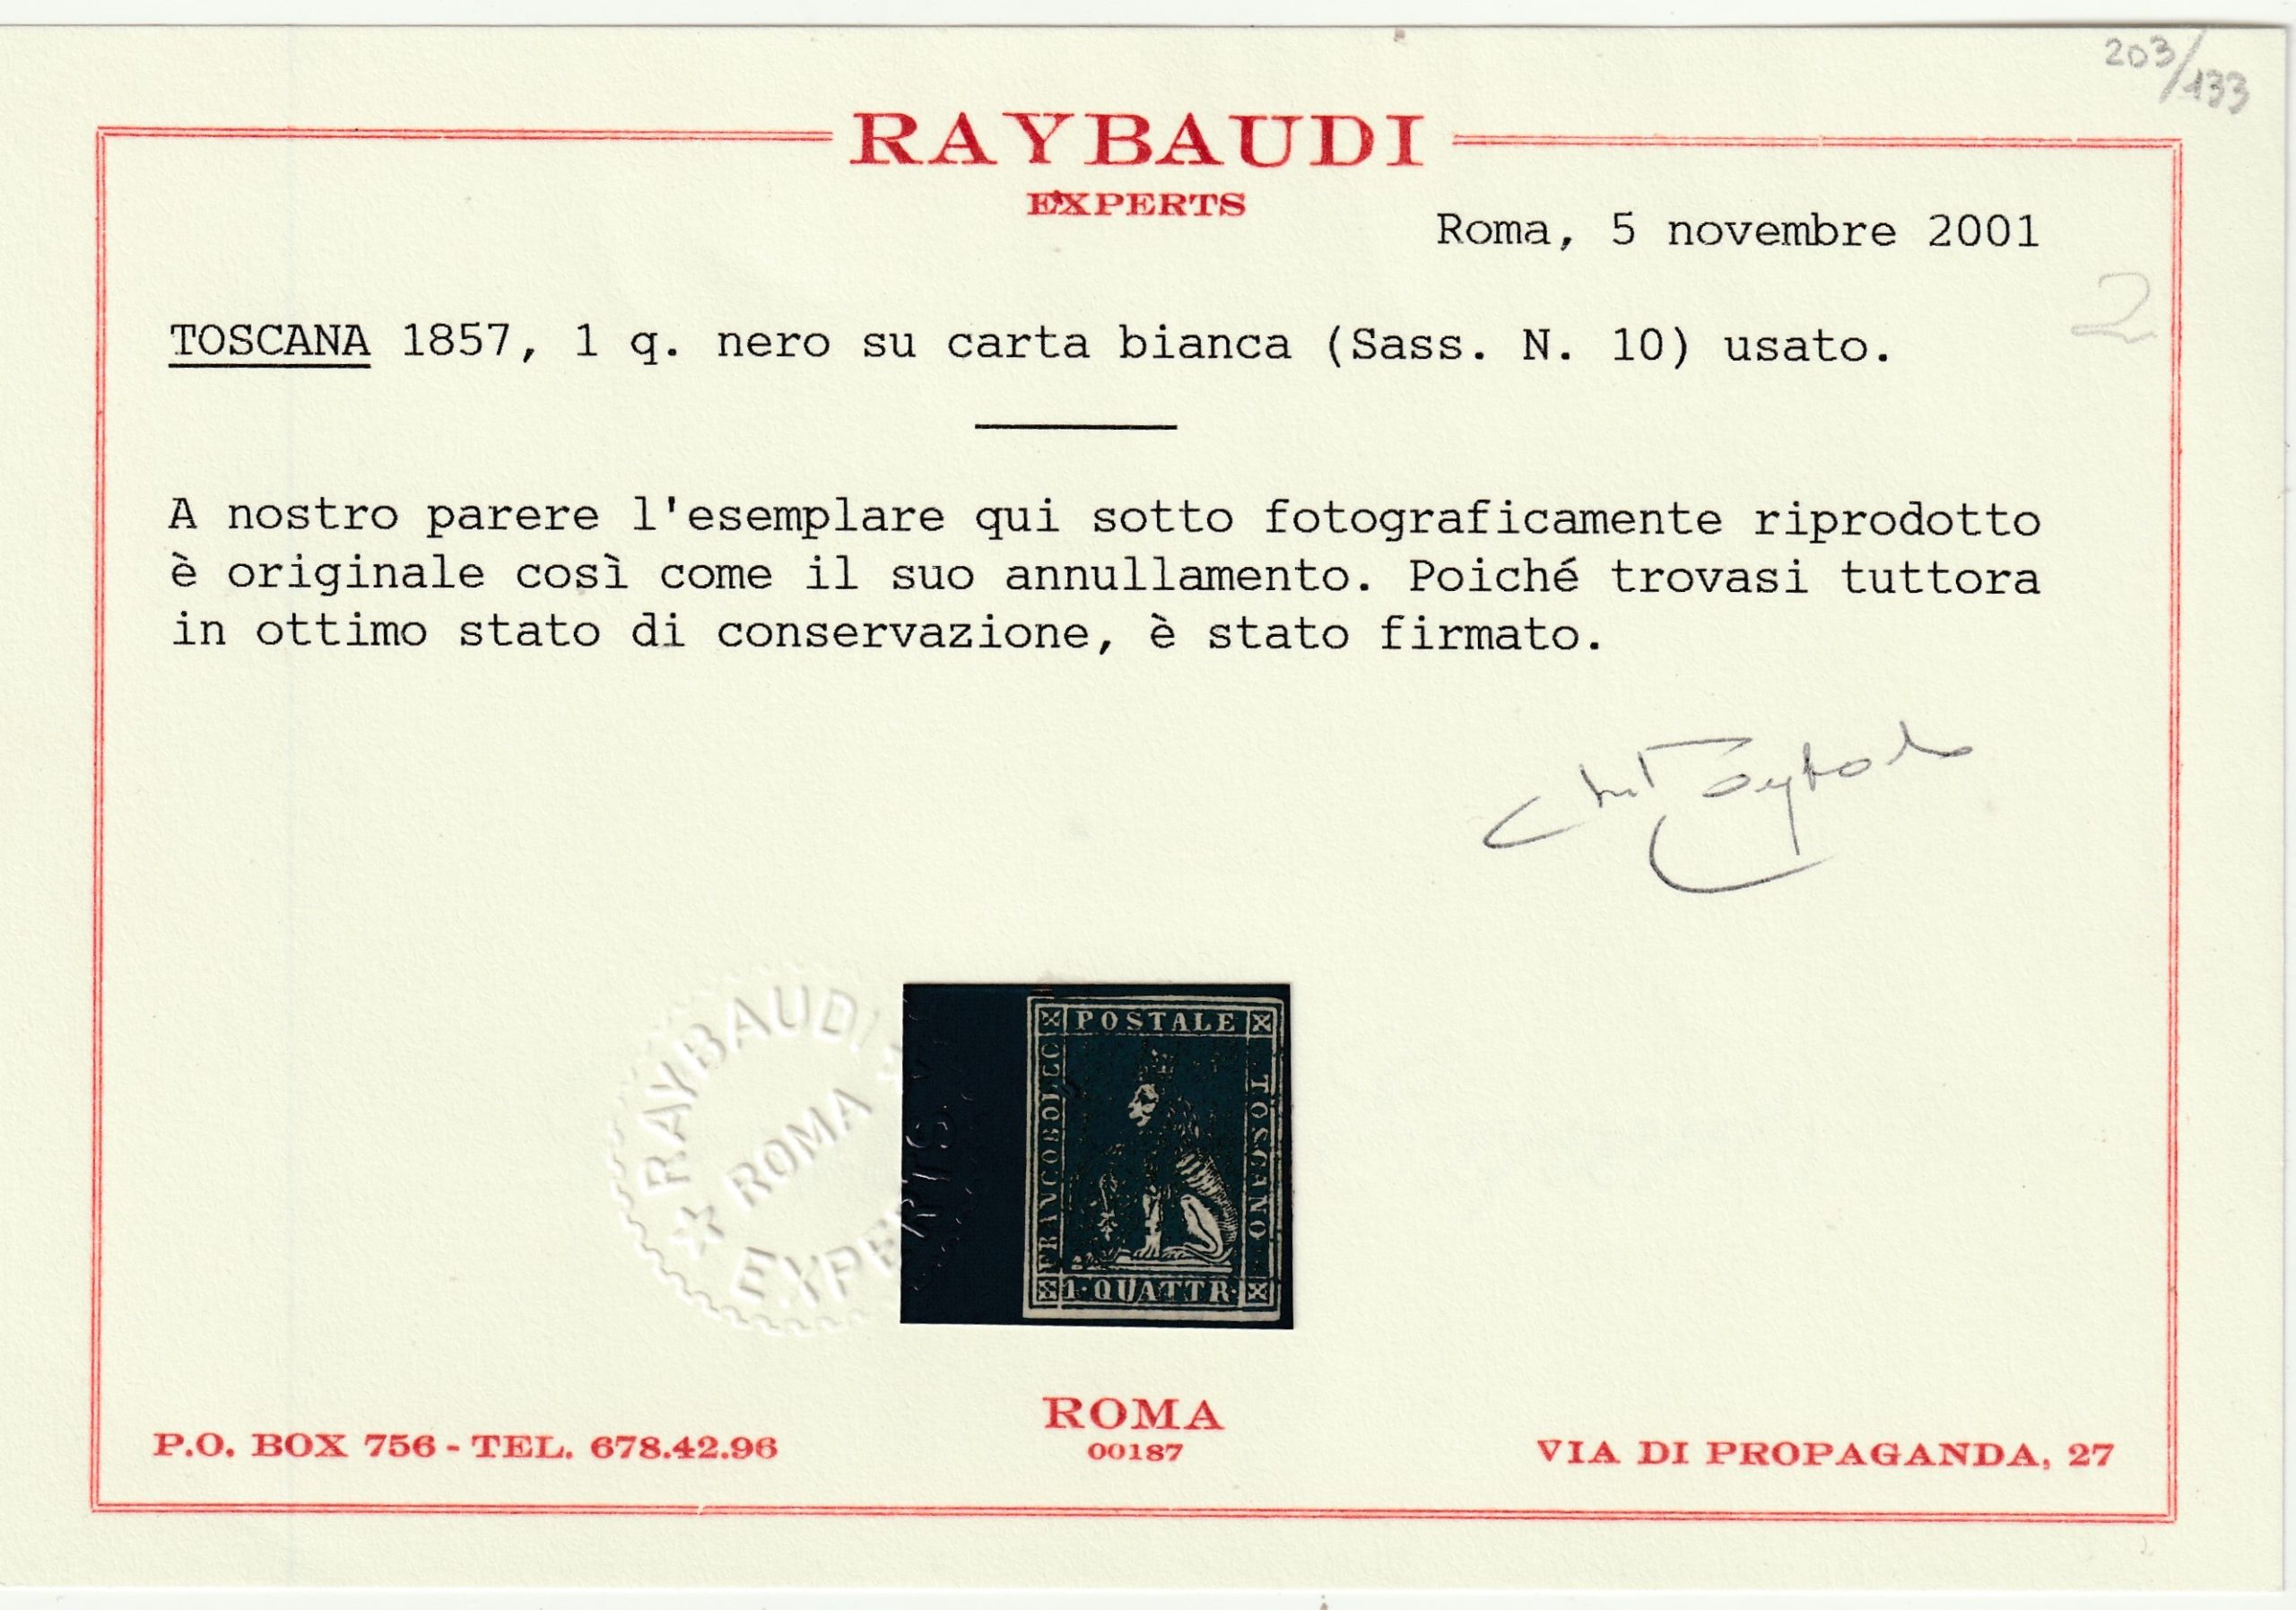 203/133
RAYBAUDI
EXPERTS
Roma, 5 novembre 2001
2
TOSCANA 1857, 1 q. nero su carta bianca (Sass. N. 10) usato.
A nostro parere l'esemplare qui sotto fotograficamente riprodotto
è originale così come il suo annullamento. Poiché trovasi tuttora
in ottimo stato di conservazione, è stato firmato.
RAYBAUDI
ROMA
EXPERTS
POSTALE
FRANCOBOLLO
TOSCANO
1·QUATTR·
ROMA
00187
P.O. BOX 756 - TEL. 678.42.96
VIA DI PROPAGANDA, 27